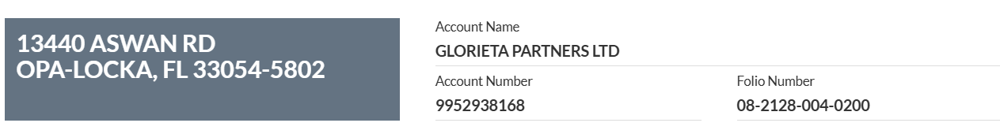 13440 ASWAN RD
OPA-LOCKA, FL 33054-5802
Account Name
GLORIETA PARTNERS LTD
Account Number
9952938168
Folio Number
08-2128-004-0200